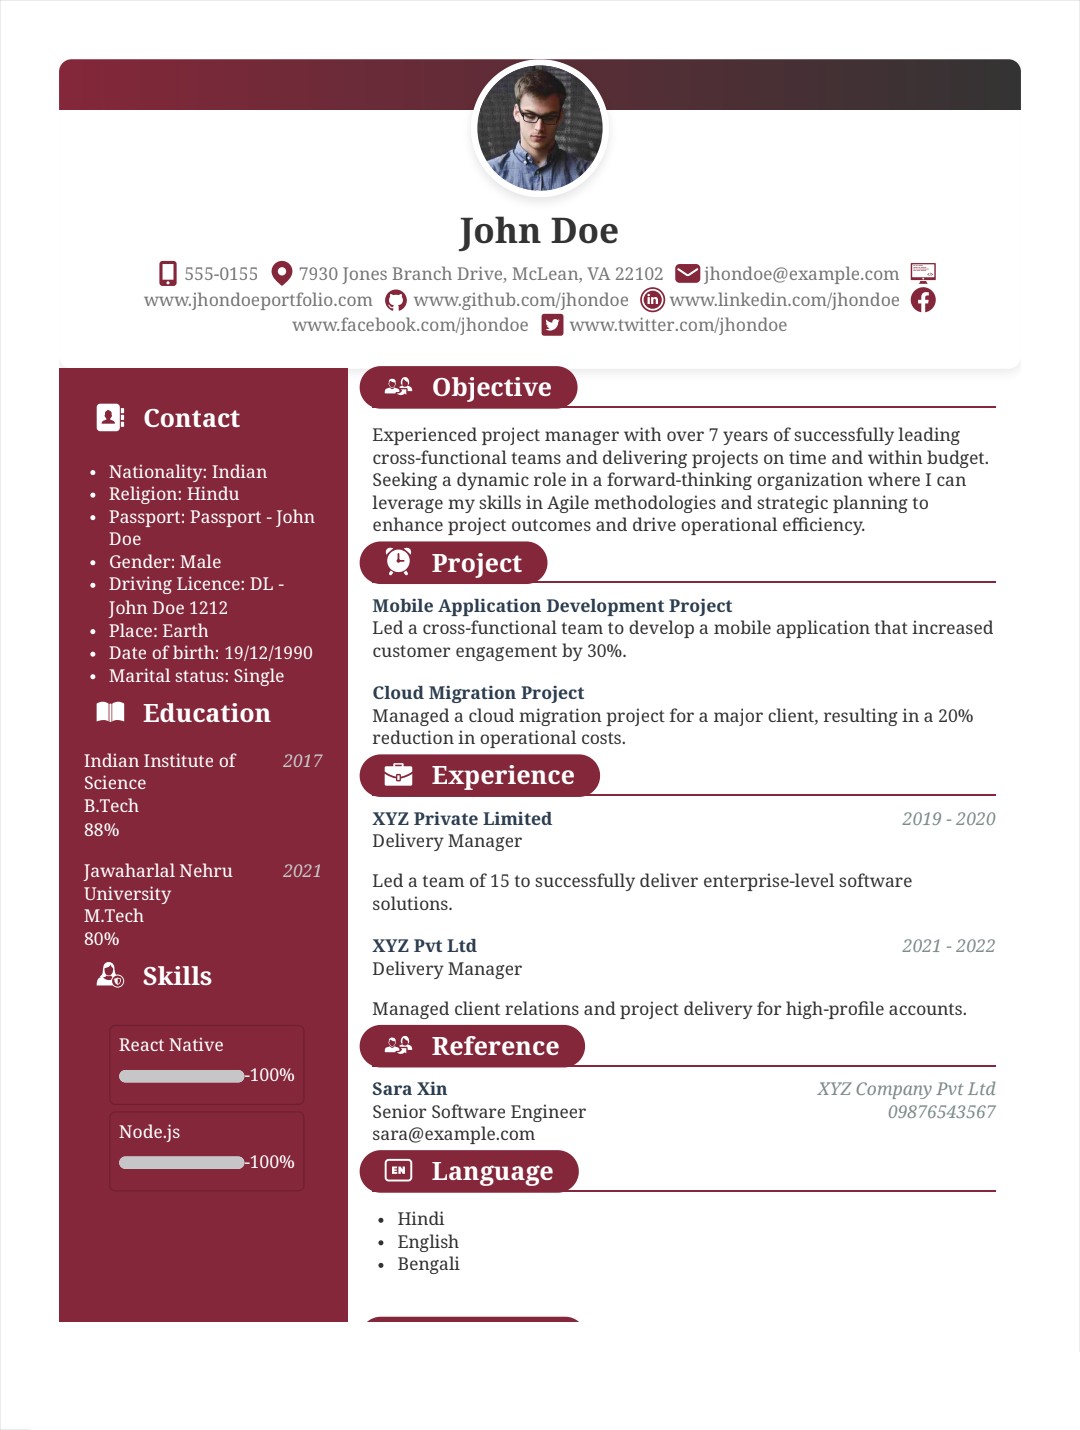 John Doe
555-0155 7930 Jones Branch Drive, McLean, VA 22102 jhondoe@example.com
www.jhondoeportfolio.com www.github.com/jhondoe www.linkedin.com/jhondoe
www.facebook.com/jhondoe www.twitter.com/jhondoe
Contact
• Nationality: Indian
• Religion: Hindu
• Passport: Passport - John
Doe
• Gender: Male
• Driving Licence: DL -
John Doe 1212
• Place: Earth
• Date of birth: 19/12/1990
• Marital status: Single
Education
Indian Institute of 2017
Science
B.Tech
88%
Jawaharlal Nehru 2021
University
M.Tech
80%
Skills
React Native
-100%
Node.js
-100%
Objective
Experienced project manager with over 7 years of successfully leading
cross-functional teams and delivering projects on time and within budget.
Seeking a dynamic role in a forward-thinking organization where I can
leverage my skills in Agile methodologies and strategic planning to
enhance project outcomes and drive operational efficiency.
Project
Mobile Application Development Project
Led a cross-functional team to develop a mobile application that increased
customer engagement by 30%.
Cloud Migration Project
Managed a cloud migration project for a major client, resulting in a 20%
reduction in operational costs.
Experience
XYZ Private Limited 2019 - 2020
Delivery Manager
Led a team of 15 to successfully deliver enterprise-level software
solutions.
XYZ Pvt Ltd 2021 - 2022
Delivery Manager
Managed client relations and project delivery for high-profile accounts.
Reference
Sara Xin XYZ Company Pvt Ltd
Senior Software Engineer 09876543567
sara@example.com
EN Language
• Hindi
• English
• Bengali